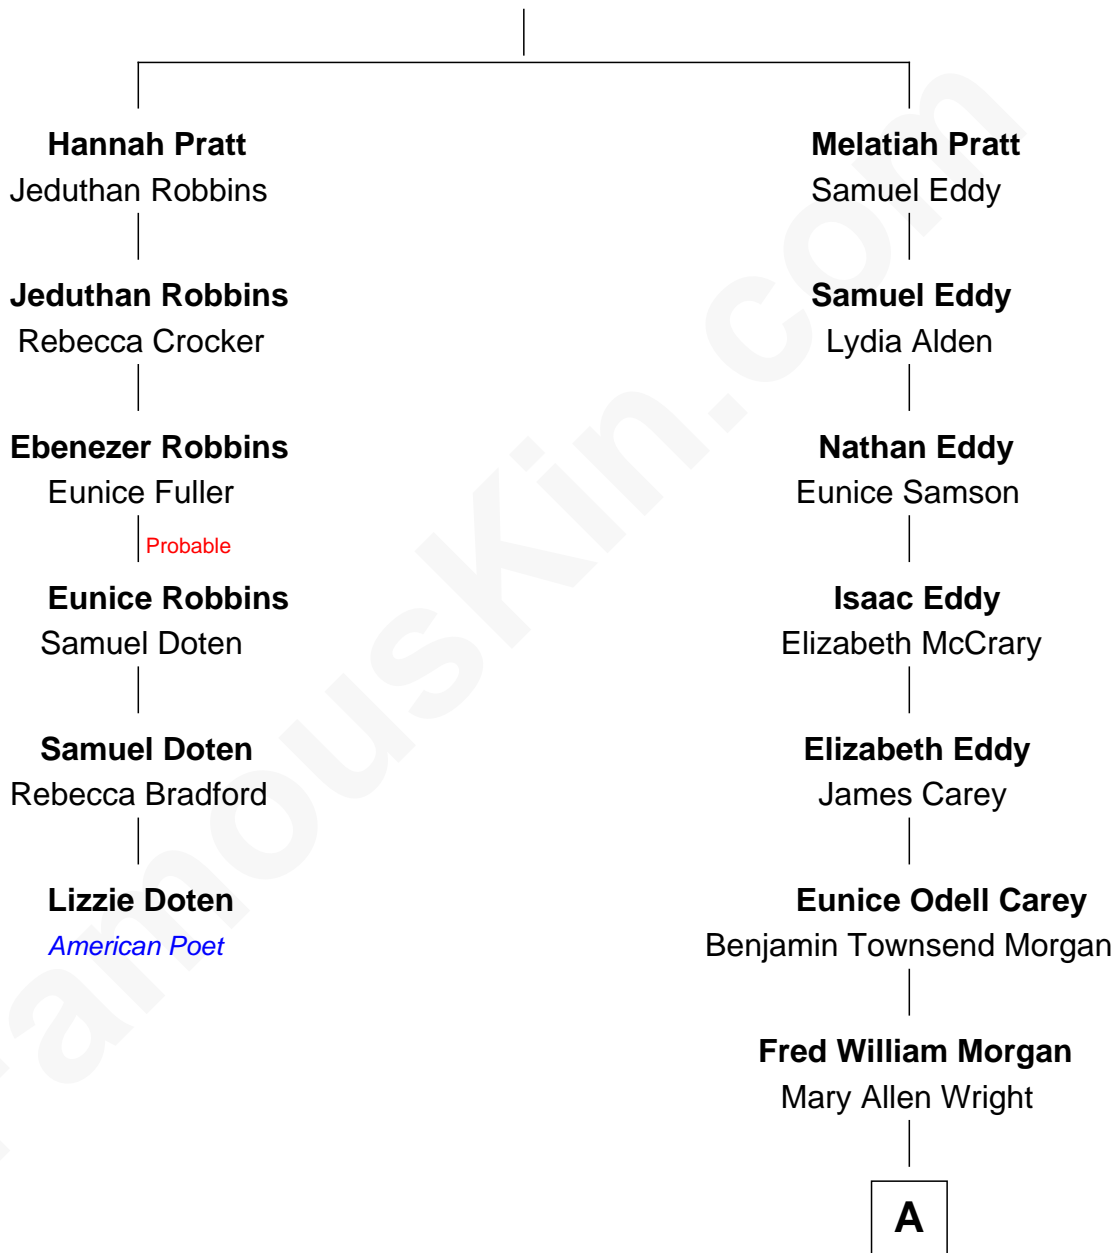 Hannah Pratt
Jeduthan Robbins
Jeduthan Robbins
Rebecca Crocker
Ebenezer Robbins
Eunice Fuller
Probable
Eunice Robbins
Samuel Doten
Samuel Doten
Rebecca Bradford
Lizzie Doten
American Poet
Melatiah Pratt
Samuel Eddy
Samuel Eddy
Lydia Alden
Nathan Eddy
Eunice Samson
Isaac Eddy
Elizabeth McCrary
Elizabeth Eddy
James Carey
Eunice Odell Carey
Benjamin Townsend Morgan
Fred William Morgan
Mary Allen Wright
A
FamousKin.com